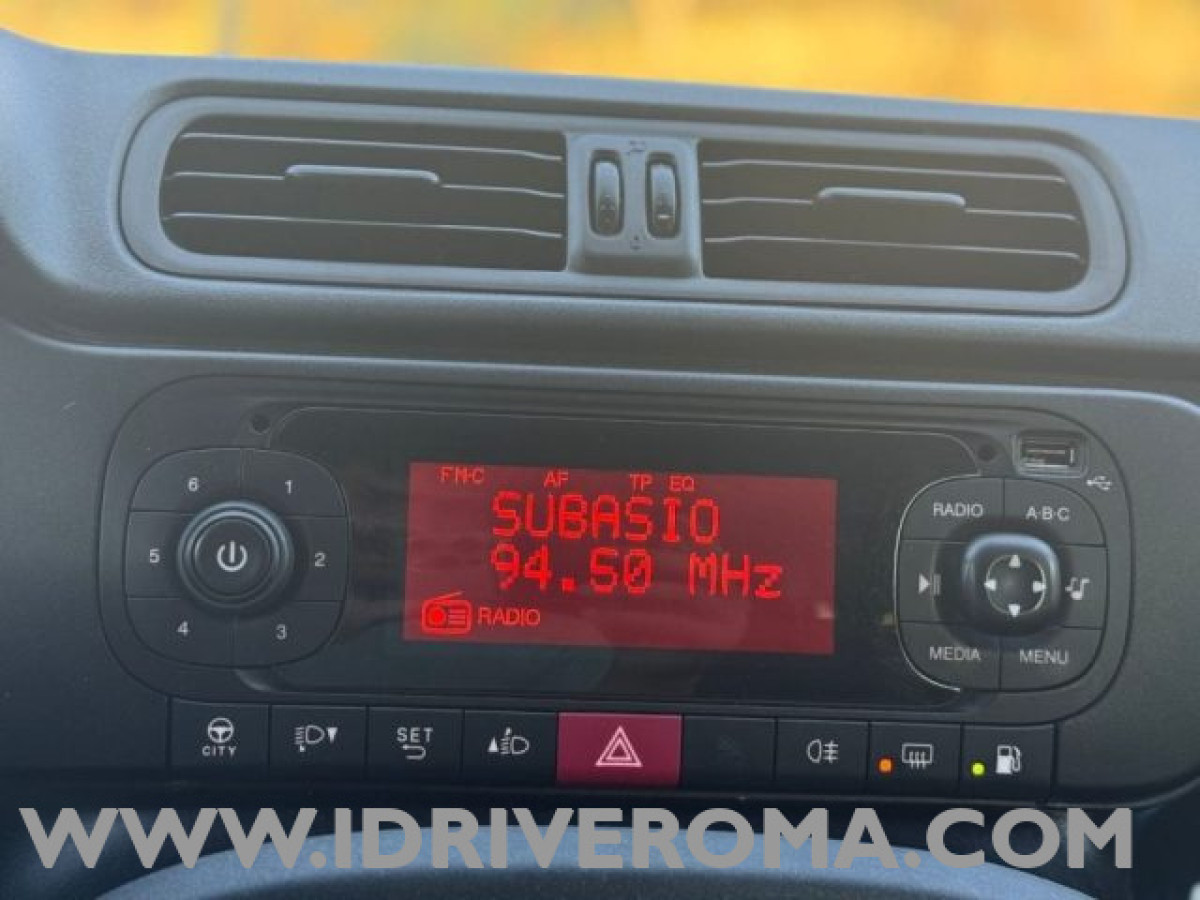 FM·C AF TP EQ
SUBASIO
94.50 MHz
RADIO
6 1
5 2
4 3
RADIO A·B·C
MEDIA MENU
CITY
SET
WWW.IDRIVEROMA.COM